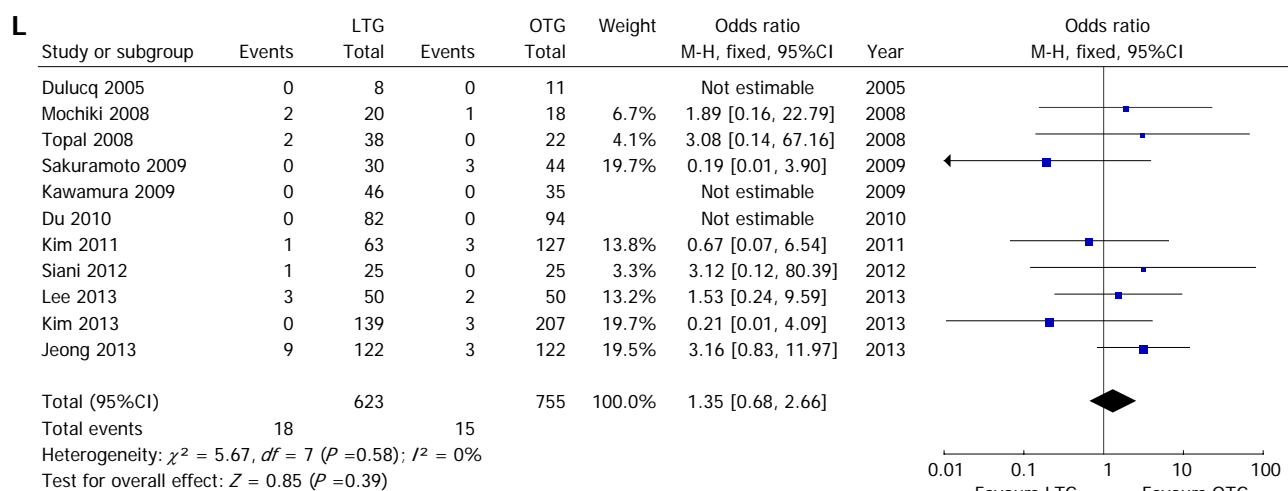 L
LTG OTG Weight Odds ratio Odds ratio
Study or subgroup Events Total Events Total M-H, fixed, 95%CI Year M-H, fixed, 95%CI
Dulucq 2005 0 8 0 11 Not estimable 2005
Mochiki 2008 2 20 1 18 6.7% 1.89 [0.16, 22.79] 2008
Topal 2008 2 38 0 22 4.1% 3.08 [0.14, 67.16] 2008
Sakuramoto 2009 0 30 3 44 19.7% 0.19 [0.01, 3.90] 2009
Kawamura 2009 0 46 0 35 Not estimable 2009
Du 2010 0 82 0 94 Not estimable 2010
Kim 2011 1 63 3 127 13.8% 0.67 [0.07, 6.54] 2011
Siani 2012 1 25 0 25 3.3% 3.12 [0.12, 80.39] 2012
Lee 2013 3 50 2 50 13.2% 1.53 [0.24, 9.59] 2013
Kim 2013 0 139 3 207 19.7% 0.21 [0.01, 4.09] 2013
Jeong 2013 9 122 3 122 19.5% 3.16 [0.83, 11.97] 2013
Total (95%CI) 623 755 100.0% 1.35 [0.68, 2.66]
Total events 18 15
Heterogeneity: χ² = 5.67, df = 7 (P =0.58); I² = 0%
Test for overall effect: Z = 0.85 (P =0.39)
0.01 0.1 1 10 100
Favours LTG Favours OTG